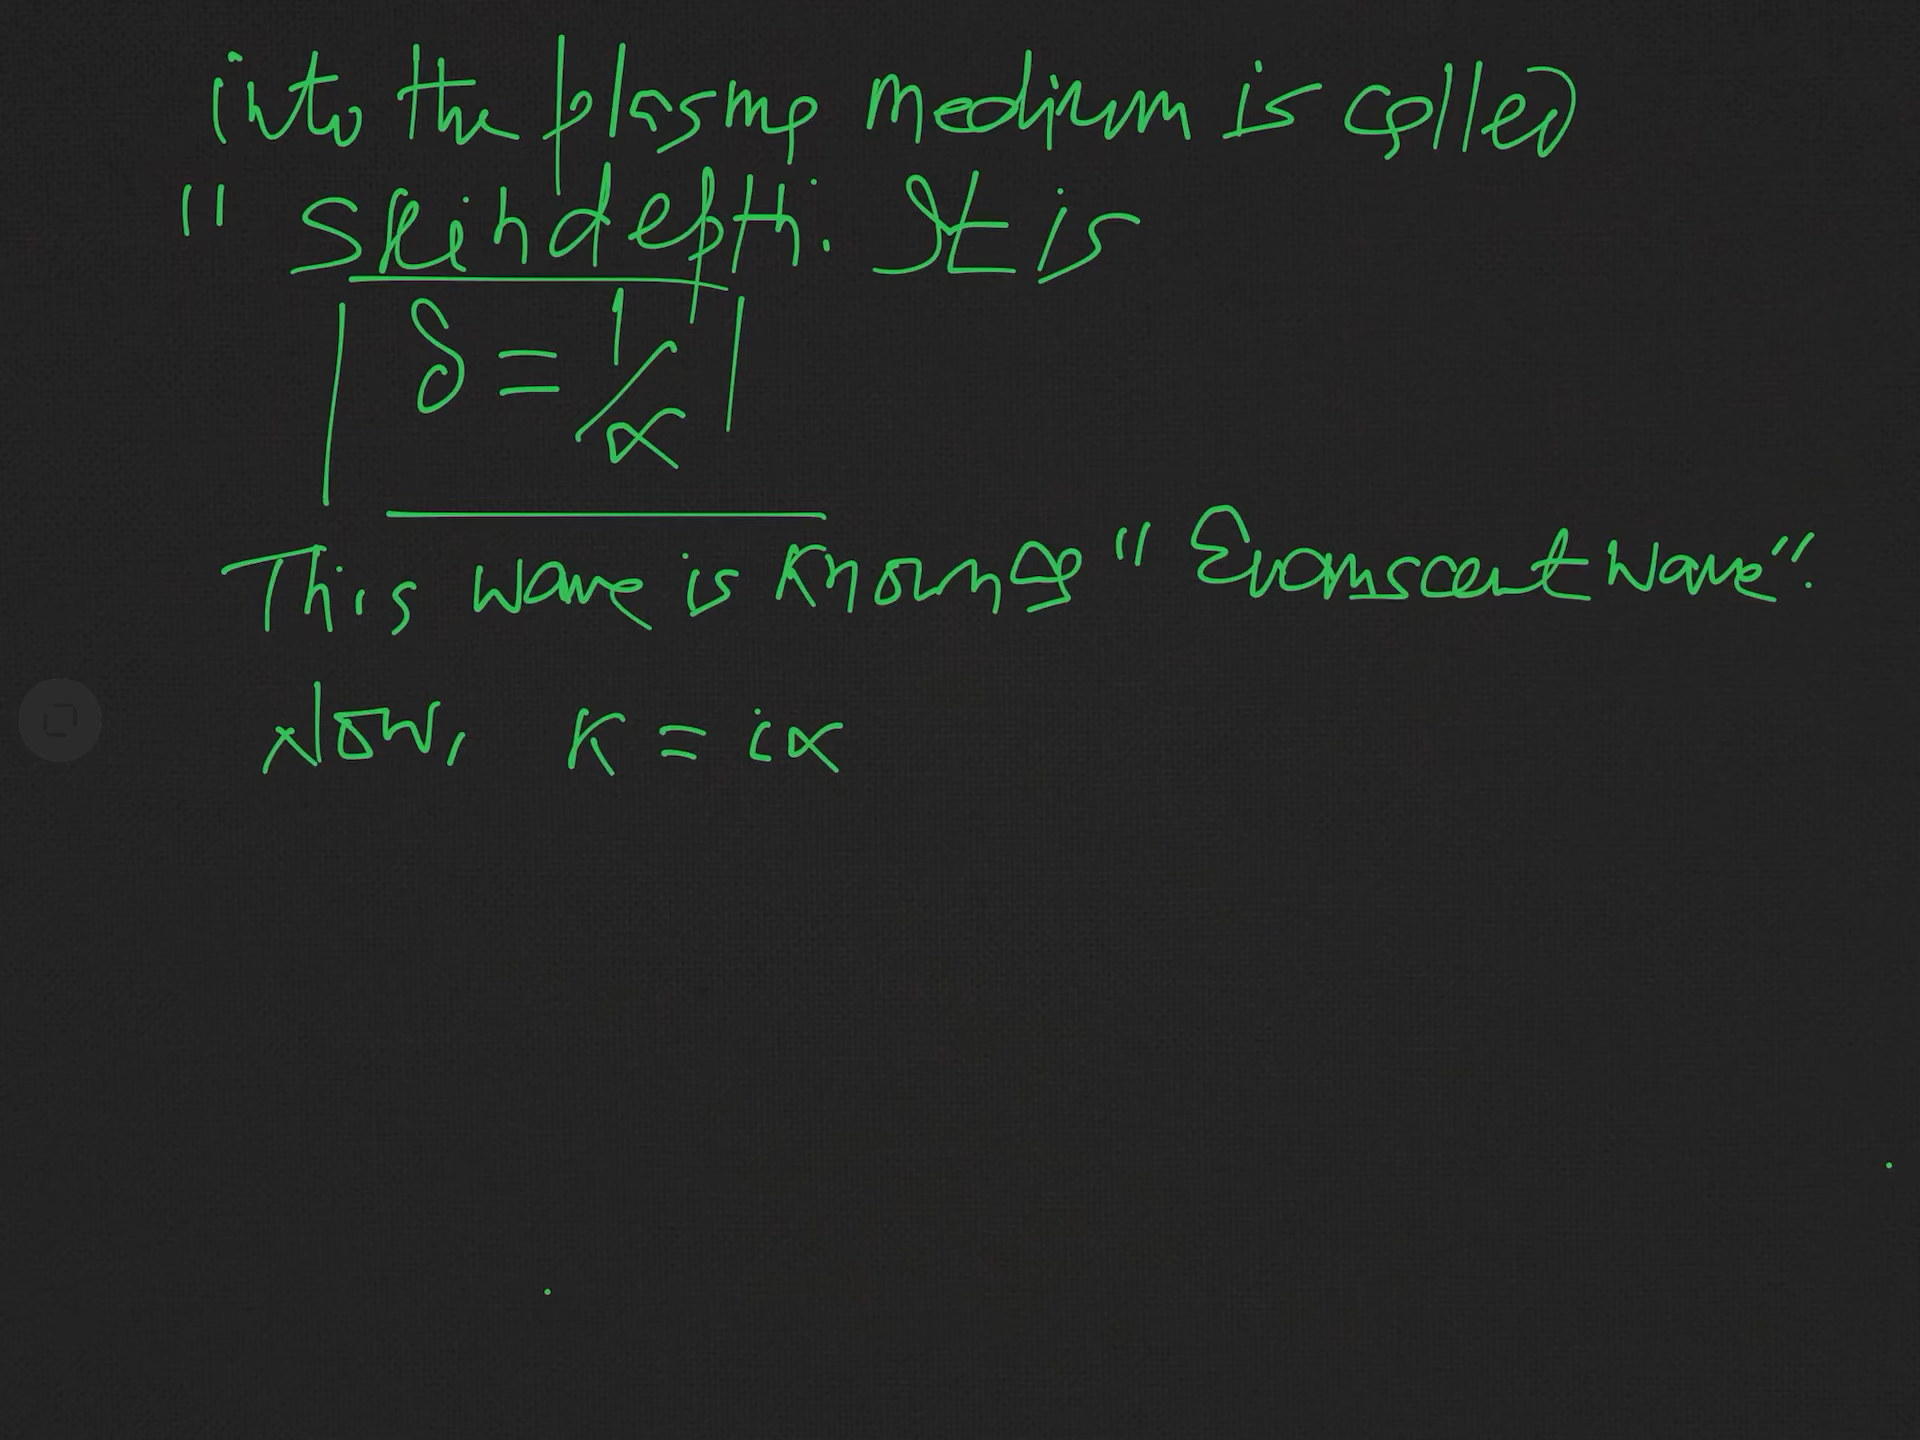 into the plasma medium is called
" Skin depth. It is
δ = 1/α
This wave is known as "Evanscent wave".
Now, K = iα